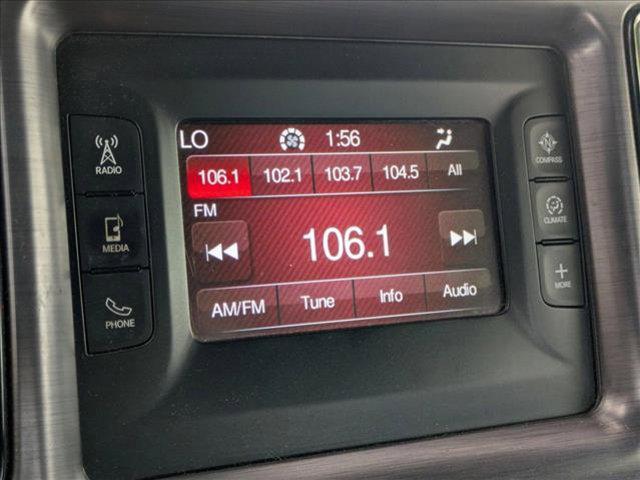 LO 1:56
106.1 102.1 103.7 104.5 All
FM
106.1
AM/FM Tune Info Audio
RADIO
MEDIA
PHONE
COMPASS
CLIMATE
+
MORE